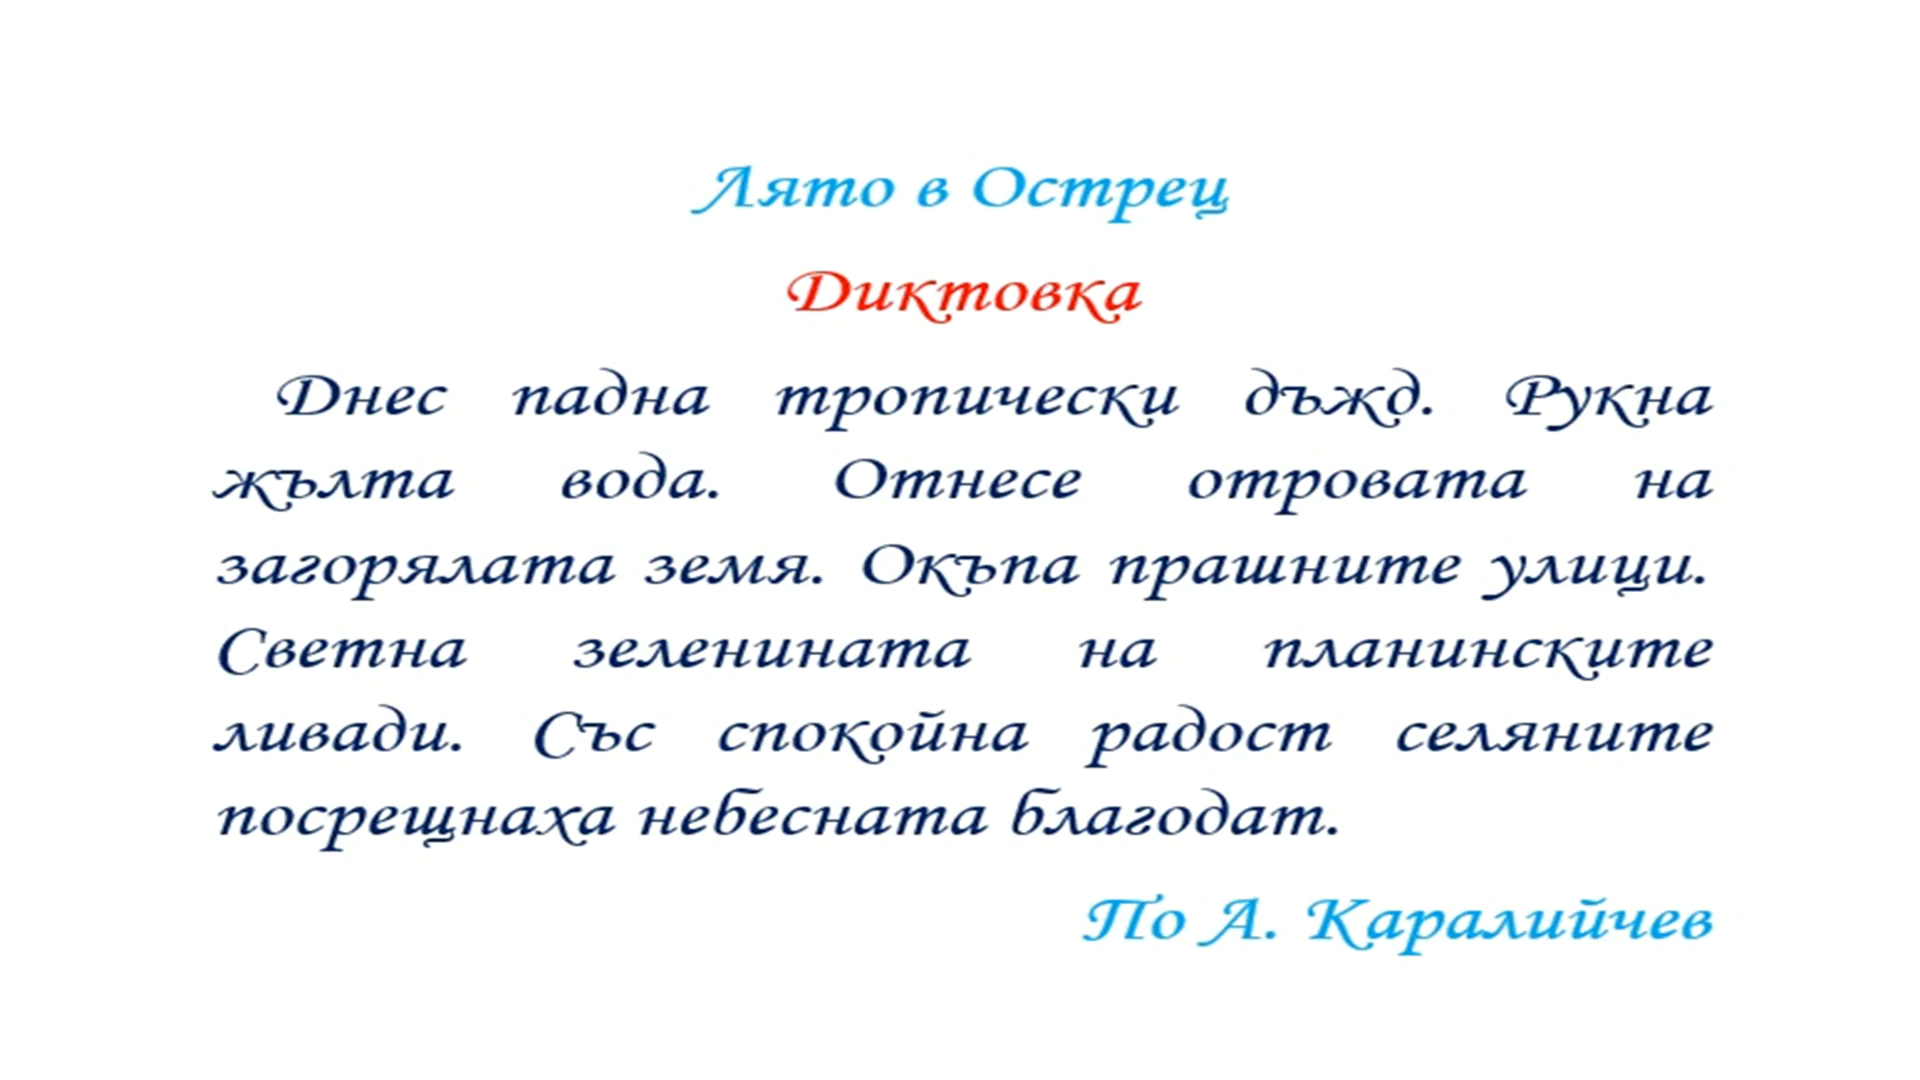 Лято в Острец
Диктовка
Днес падна тропически дъжд. Рукна
жълта вода. Отнесе отровата на
загорялата земя. Окъпа прашните улици.
Светна зеленината на планинските
ливади. Със спокойна радост селяните
посрещнаха небесната благодат.
По А. Каралийчев